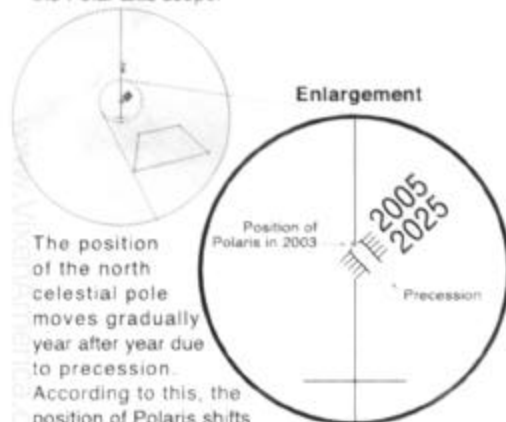 Enlargement
2005
2025
Position of
Polaris in 2003
Precession
The position
of the north
celestial pole
moves gradually
year after year due
to precession.
According to this, the
position of Polaris shifts